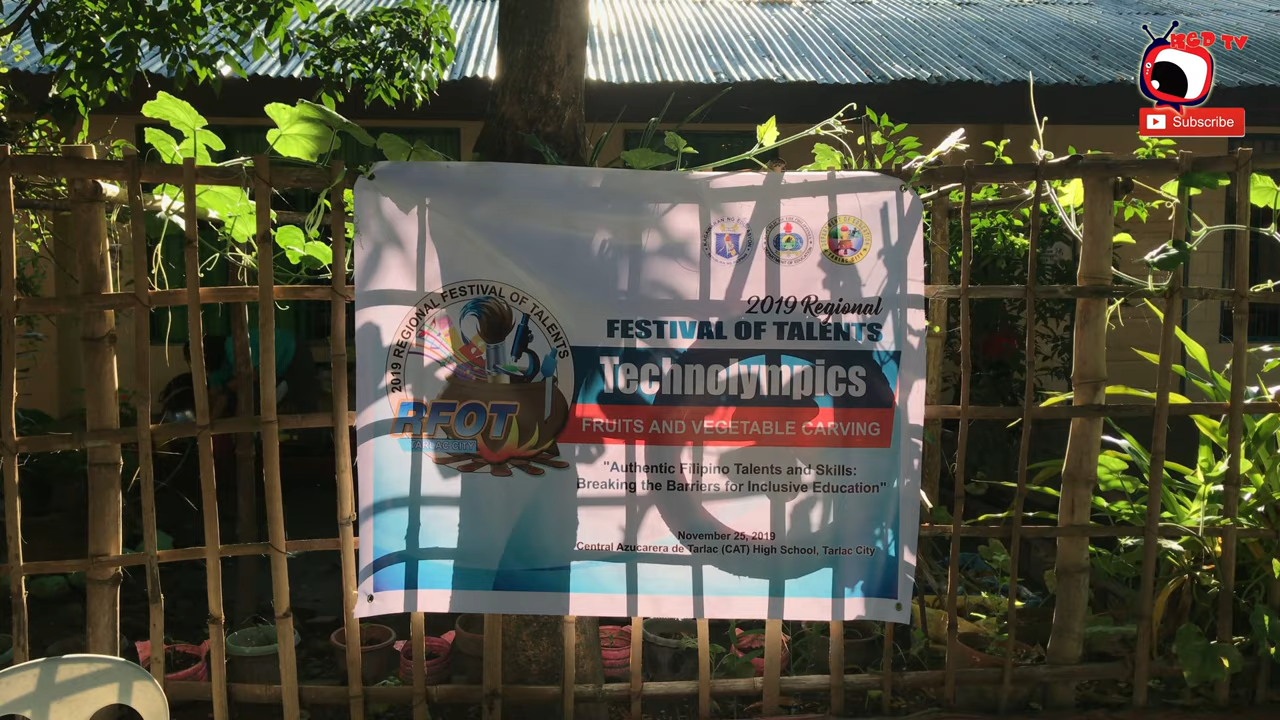 KGD TV
Subscribe
2019 Regional
FESTIVAL OF TALENTS
Technolympics
FRUITS AND VEGETABLE CARVING
"Authentic Filipino Talents and Skills:
Breaking the Barriers for Inclusive Education"
November 25, 2019
Central Azucarera de Tarlac (CAT) High School, Tarlac City
2019 REGIONAL FESTIVAL OF TALENTS
RFOT
TARLAC CITY